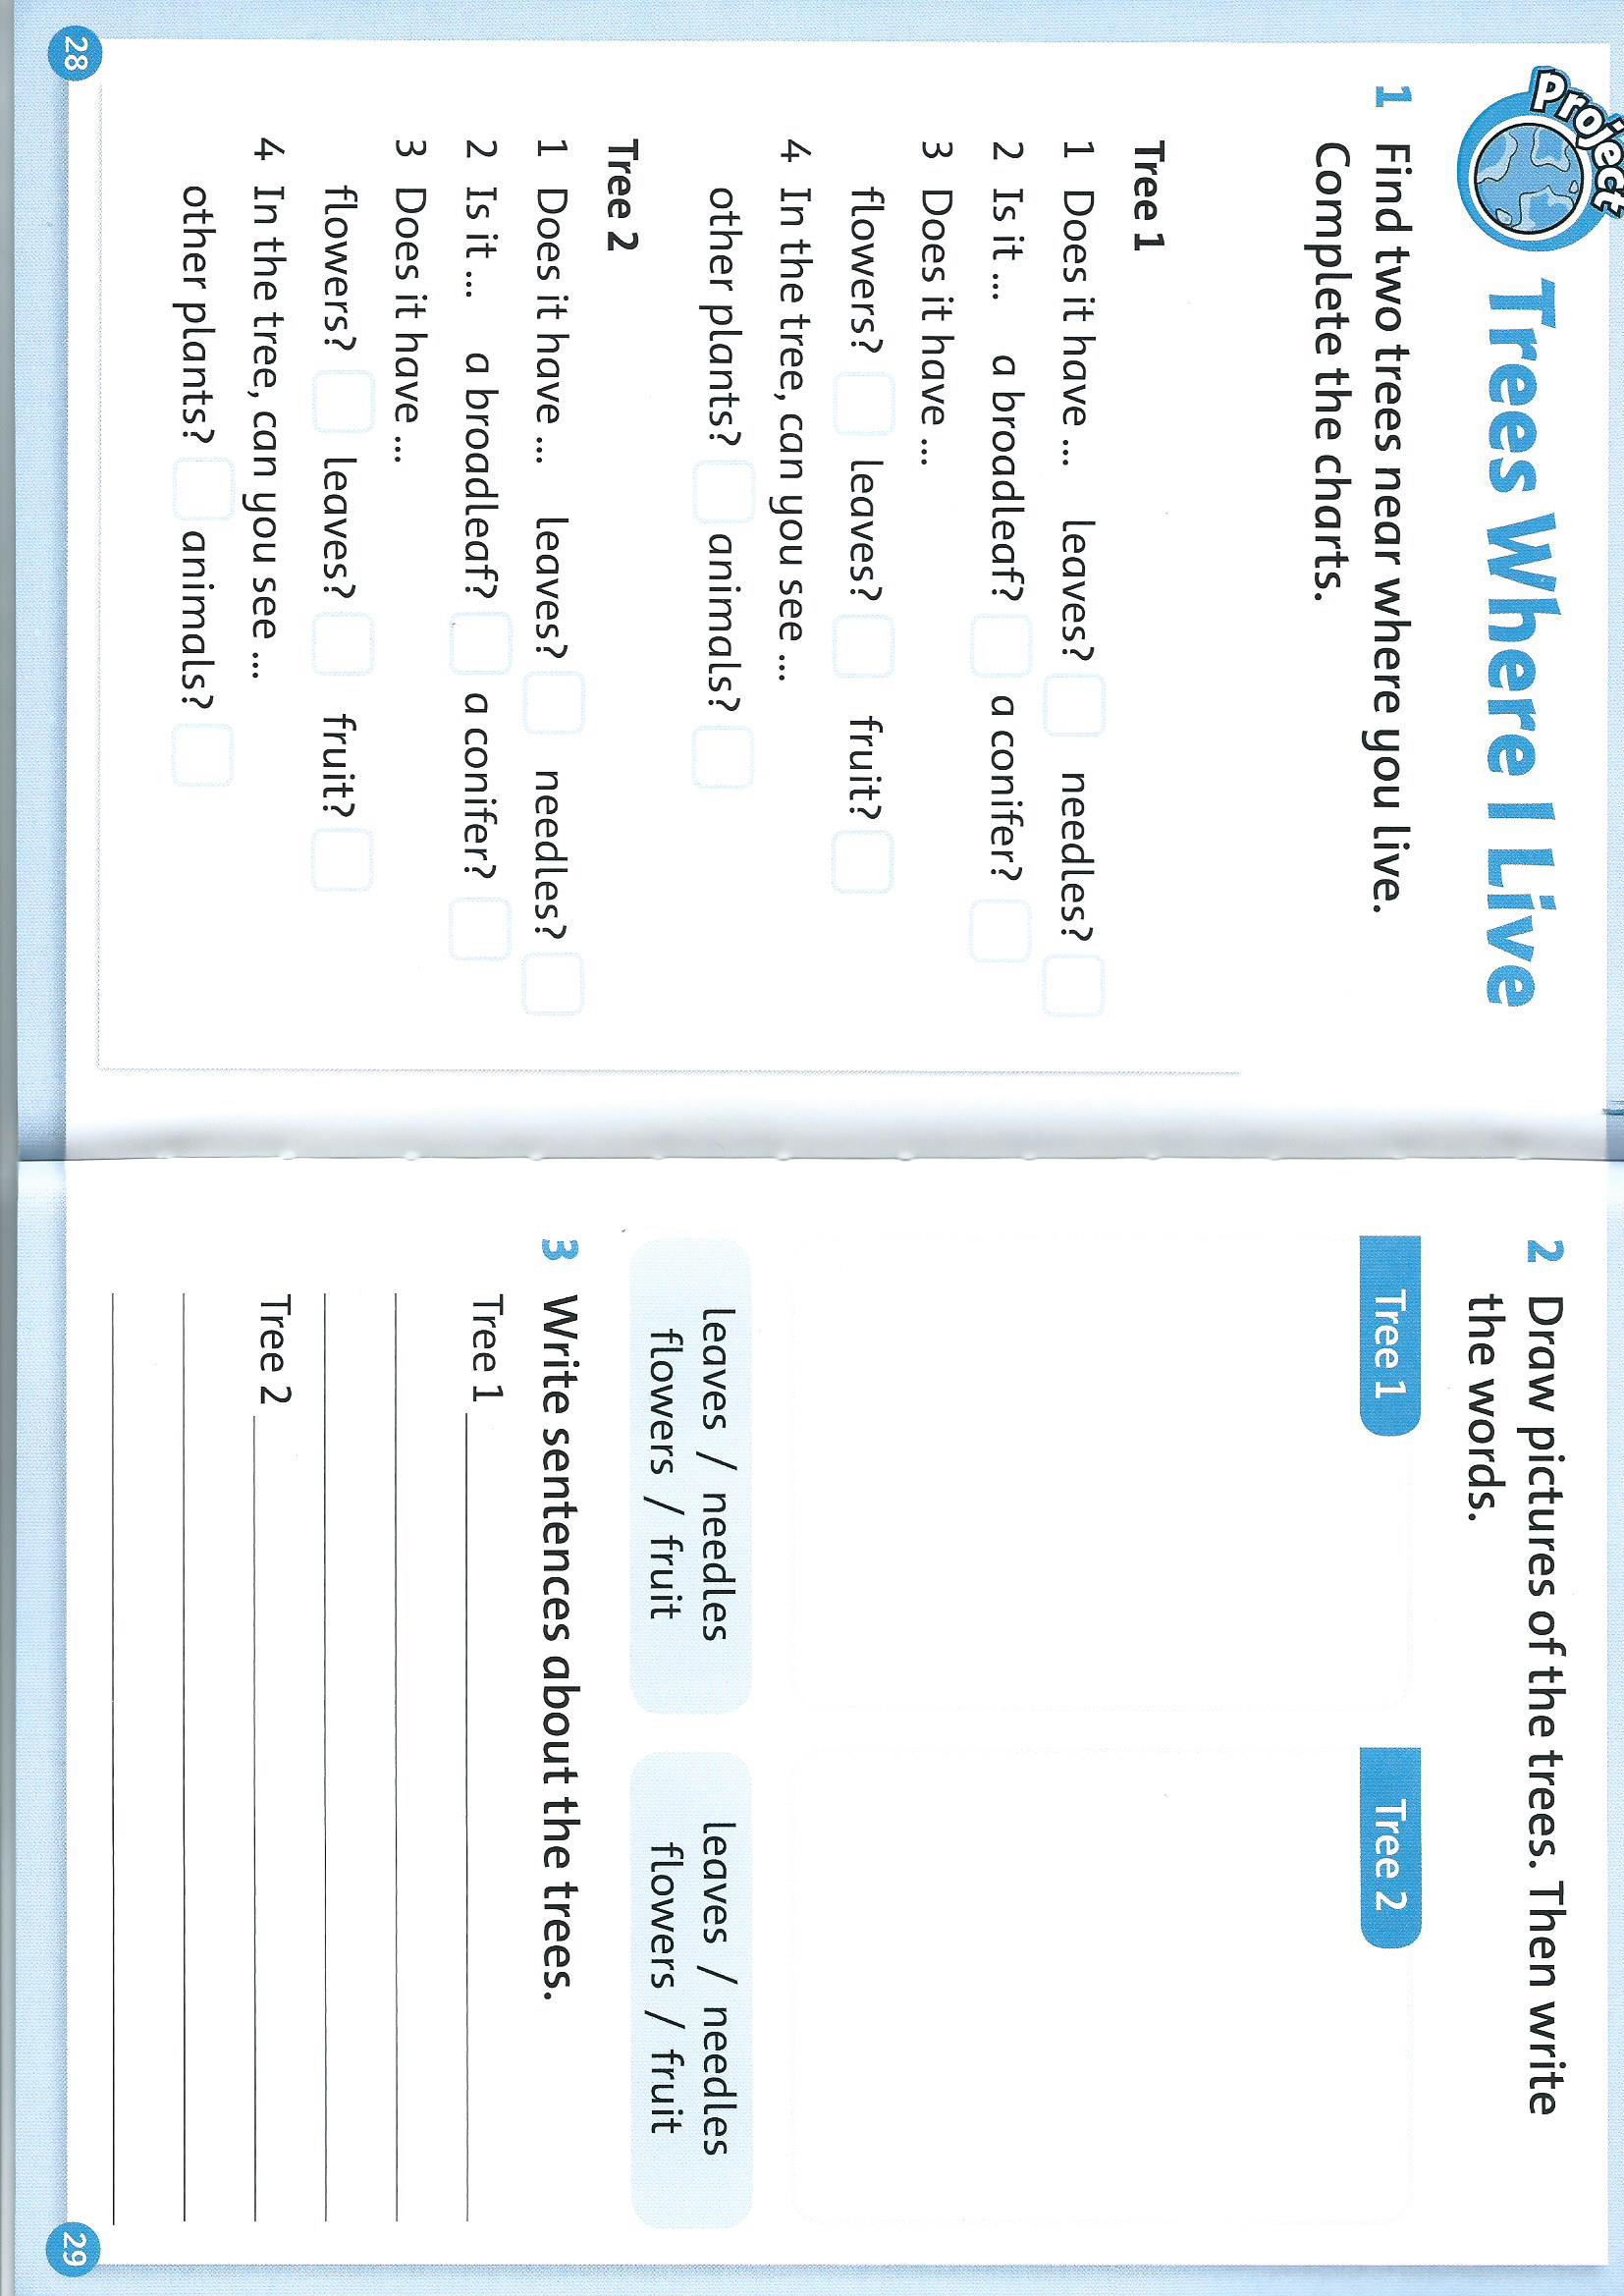 Project
Trees Where I Live
1 Find two trees near where you live.
Complete the charts.
Tree 1
1 Does it have ... leaves? needles?
2 Is it ... a broadleaf? a conifer?
3 Does it have ...
flowers? leaves? fruit?
4 In the tree, can you see ...
other plants? animals?
Tree 2
1 Does it have ... leaves? needles?
2 Is it ... a broadleaf? a conifer?
3 Does it have ...
flowers? leaves? fruit?
4 In the tree, can you see ...
other plants? animals?
28
2 Draw pictures of the trees. Then write
the words.
Tree 1
Tree 2
leaves / needles
flowers / fruit
leaves / needles
flowers / fruit
3 Write sentences about the trees.
Tree 1
Tree 2
29